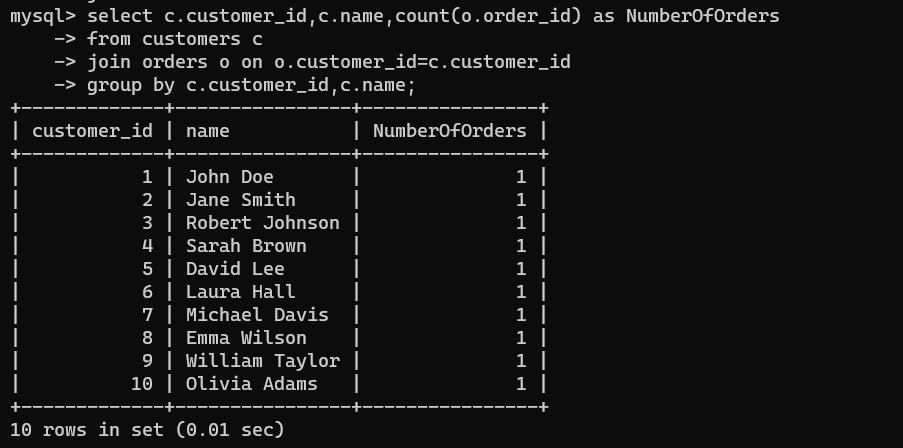 mysql> select c.customer_id,c.name,count(o.order_id) as NumberOfOrders
    -> from customers c
    -> join orders o on o.customer_id=c.customer_id
    -> group by c.customer_id,c.name;
+-------------+----------------+----------------+
| customer_id | name           | NumberOfOrders |
+-------------+----------------+----------------+
|           1 | John Doe       |              1 |
|           2 | Jane Smith     |              1 |
|           3 | Robert Johnson |              1 |
|           4 | Sarah Brown    |              1 |
|           5 | David Lee      |              1 |
|           6 | Laura Hall     |              1 |
|           7 | Michael Davis  |              1 |
|           8 | Emma Wilson    |              1 |
|           9 | William Taylor |              1 |
|          10 | Olivia Adams   |              1 |
+-------------+----------------+----------------+
10 rows in set (0.01 sec)